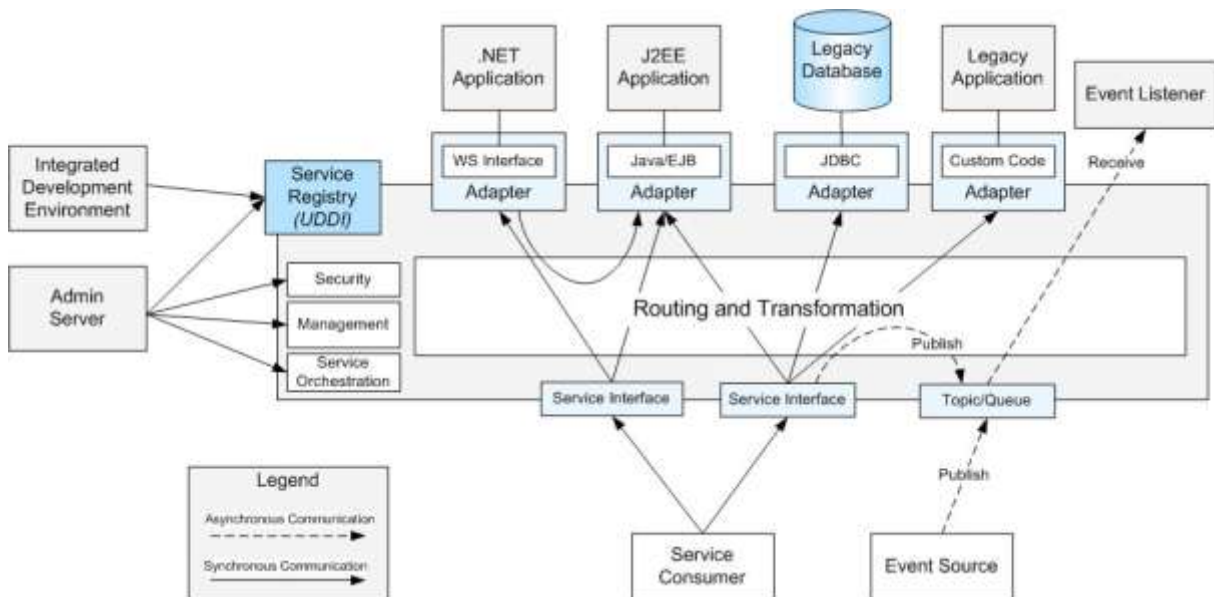 .NET
Application
J2EE
Application
Legacy
Database
Legacy
Application
Event Listener
Integrated
Development
Environment
Service
Registry
(UDDI)
WS Interface
Adapter
Java/EJB
Adapter
JDBC
Adapter
Custom Code
Adapter
Receive
Admin
Server
Security
Management
Service
Orchestration
Routing and Transformation
Publish
Service Interface
Service Interface
Topic/Queue
Publish
Legend
Asynchronous Communication
Synchronous Communication
Service
Consumer
Event Source